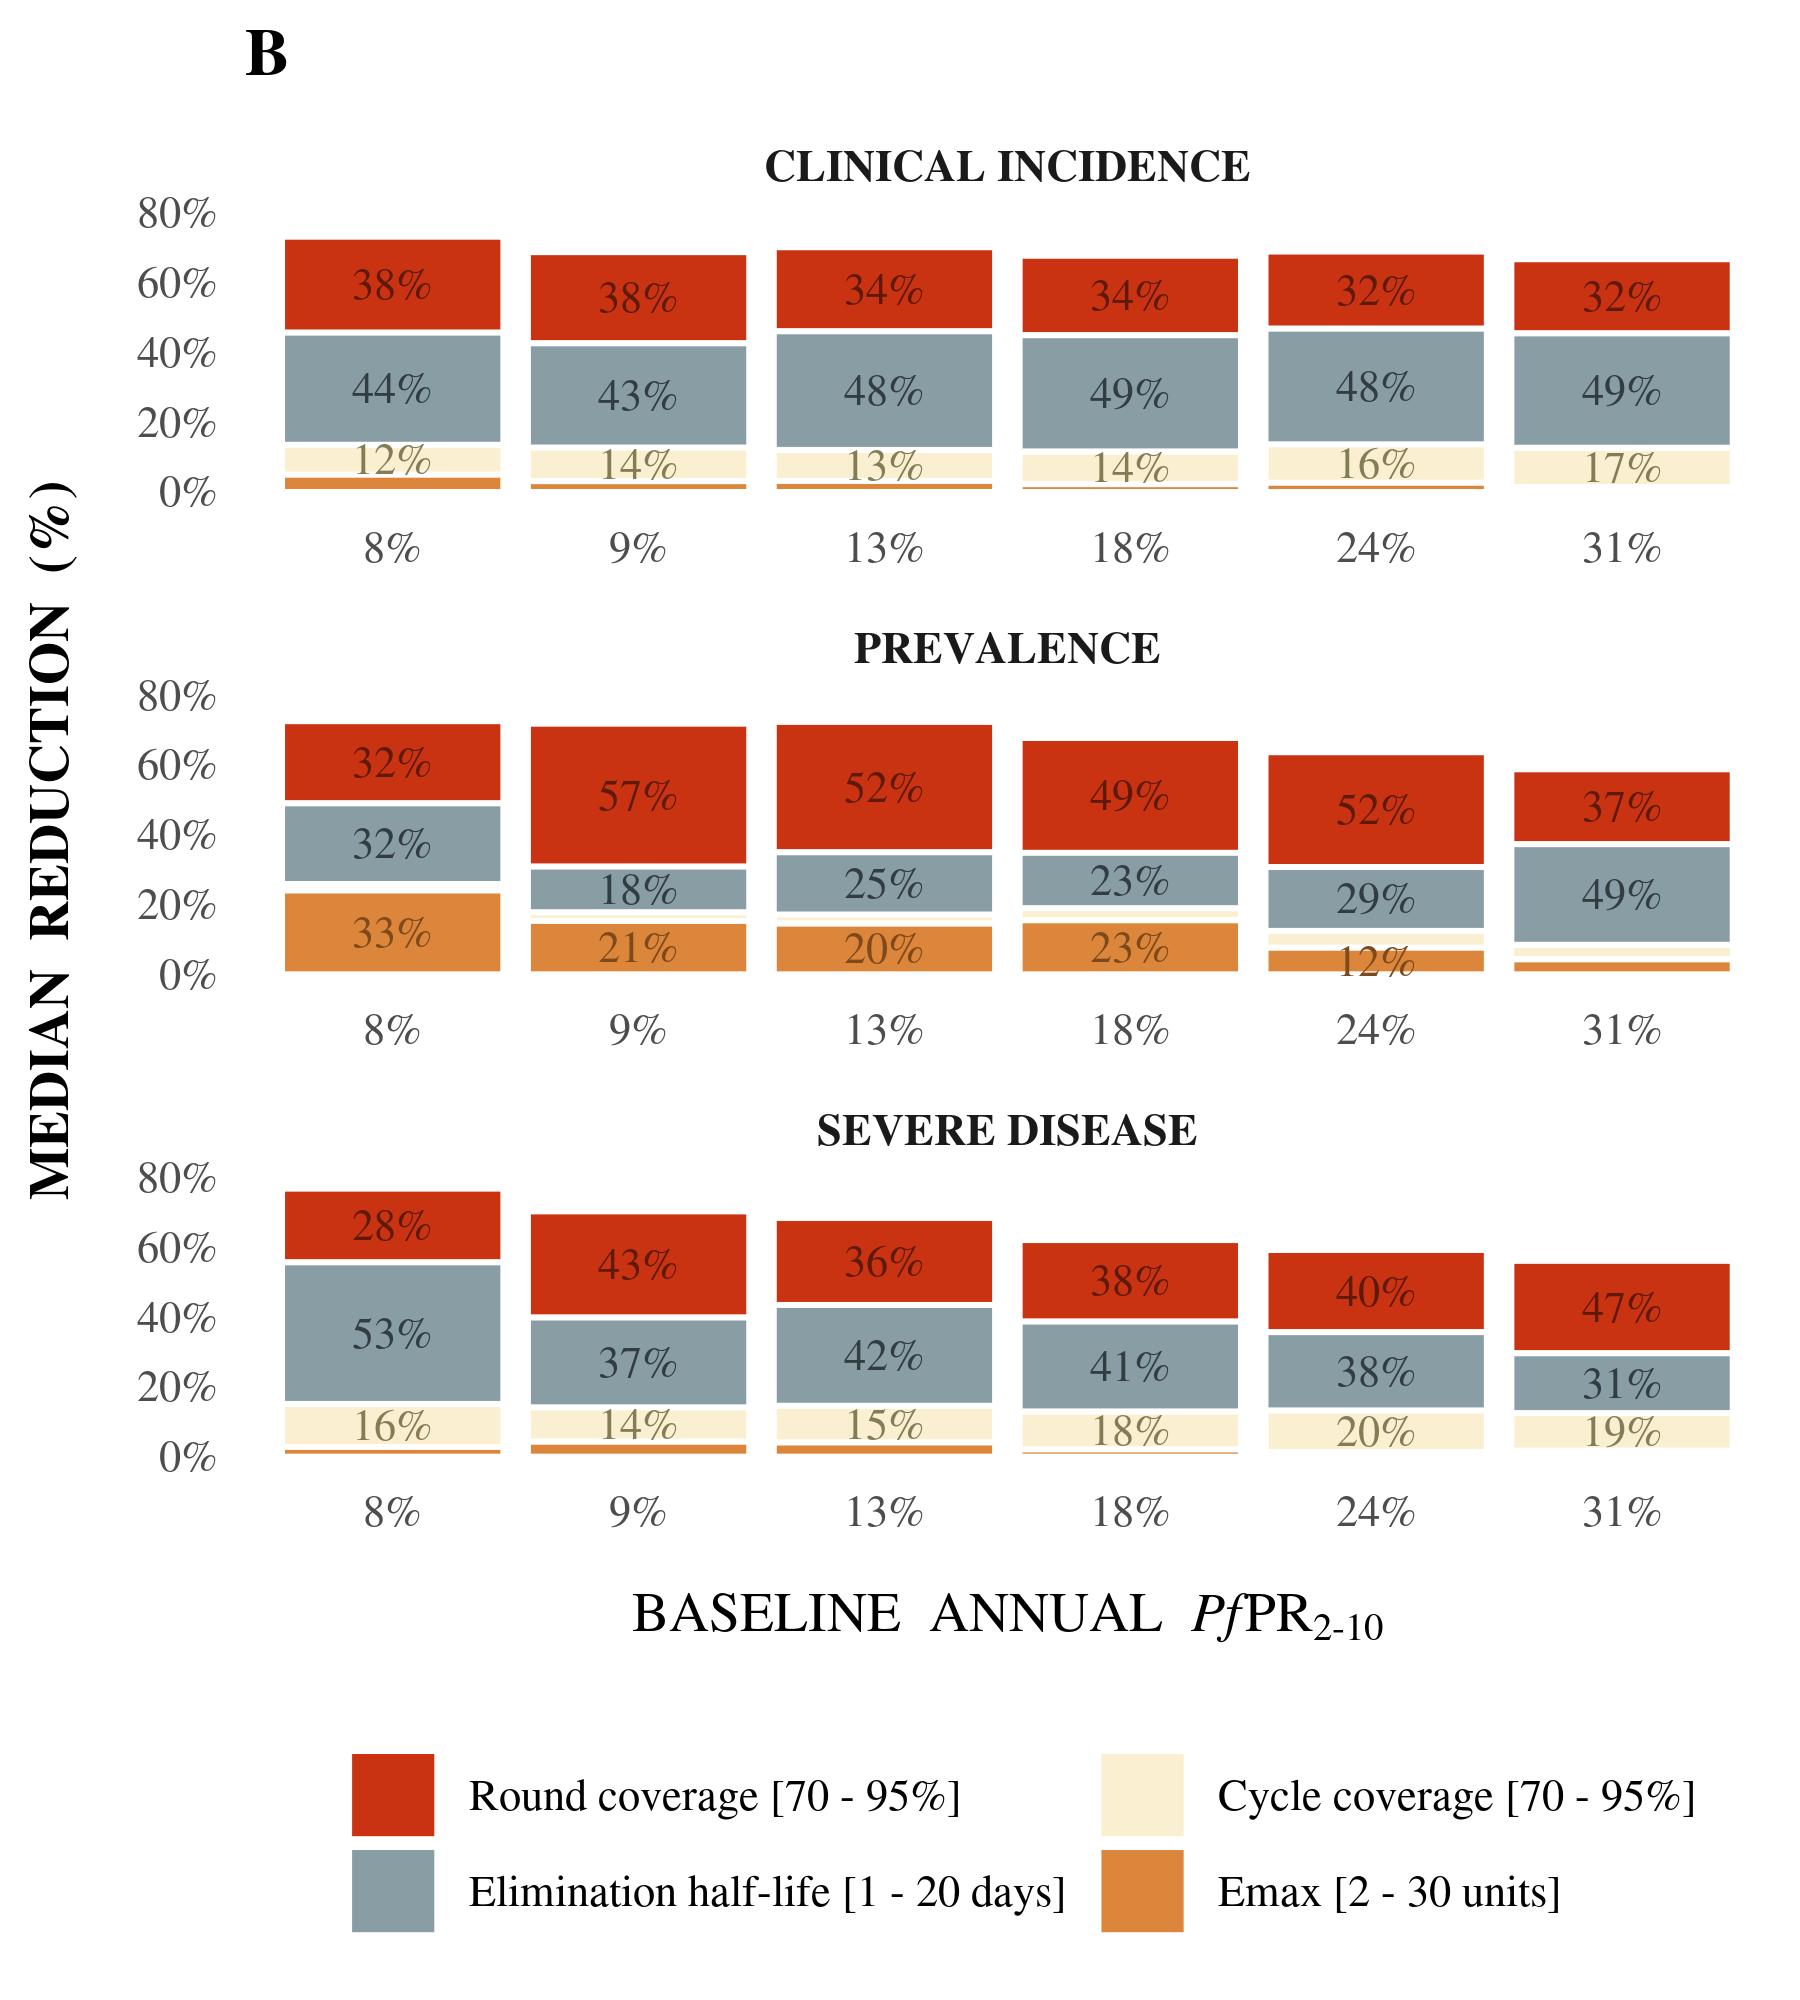 B
CLINICAL INCIDENCE
80%
60%
40%
20%
0%
38% 38% 34% 34% 32% 32%
44% 43% 48% 49% 48% 49%
12% 14% 13% 14% 16% 17%
8% 9% 13% 18% 24% 31%
MEDIAN REDUCTION (%)
PREVALENCE
80%
60%
40%
20%
0%
32% 57% 52% 49% 52% 37%
32% 18% 25% 23% 29% 49%
33% 21% 20% 23% 12%
8% 9% 13% 18% 24% 31%
SEVERE DISEASE
80%
60%
40%
20%
0%
28% 43% 36% 38% 40% 47%
53% 37% 42% 41% 38% 31%
16% 14% 15% 18% 20% 19%
8% 9% 13% 18% 24% 31%
BASELINE ANNUAL PfPR2-10
Round coverage [70 - 95%]
Cycle coverage [70 - 95%]
Elimination half-life [1 - 20 days]
Emax [2 - 30 units]